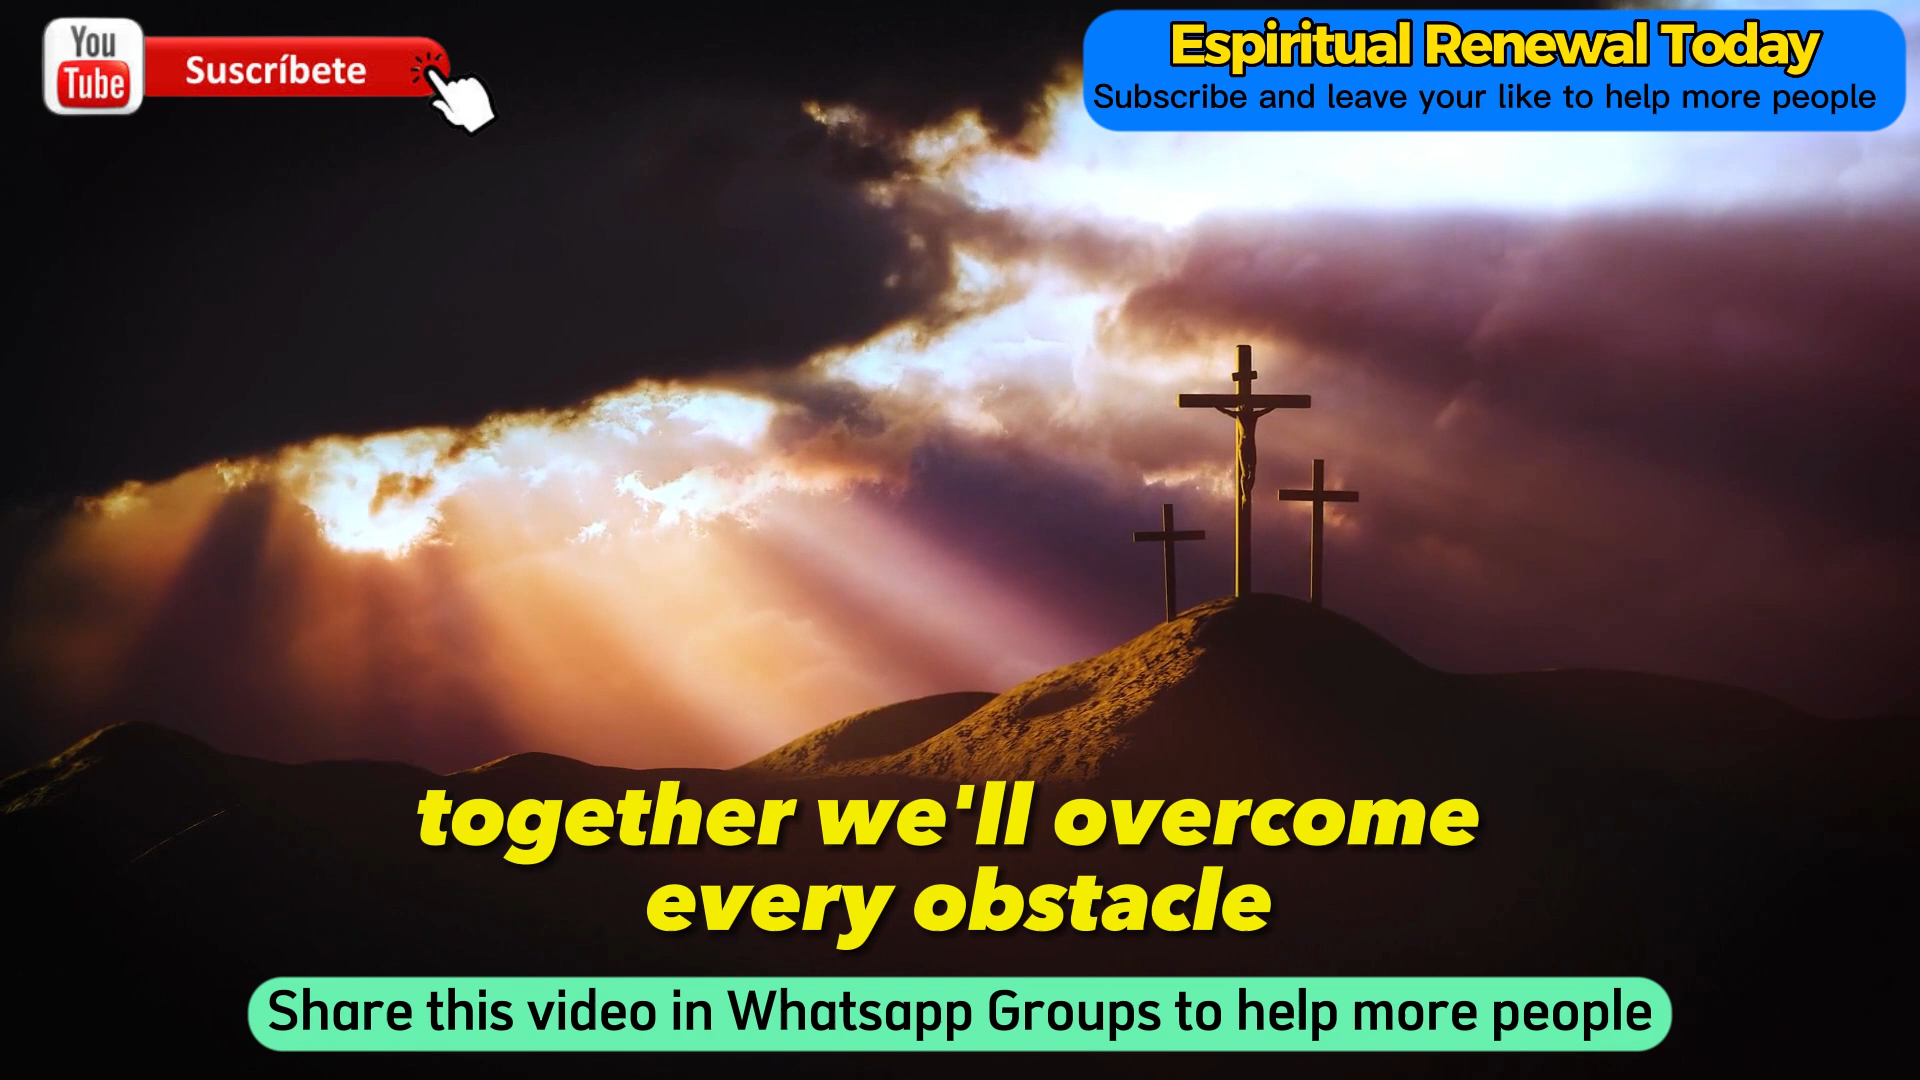 You
Tube
Suscríbete
Espiritual Renewal Today
Subscribe and leave your like to help more people
together we'll overcome
every obstacle
Share this video in Whatsapp Groups to help more people